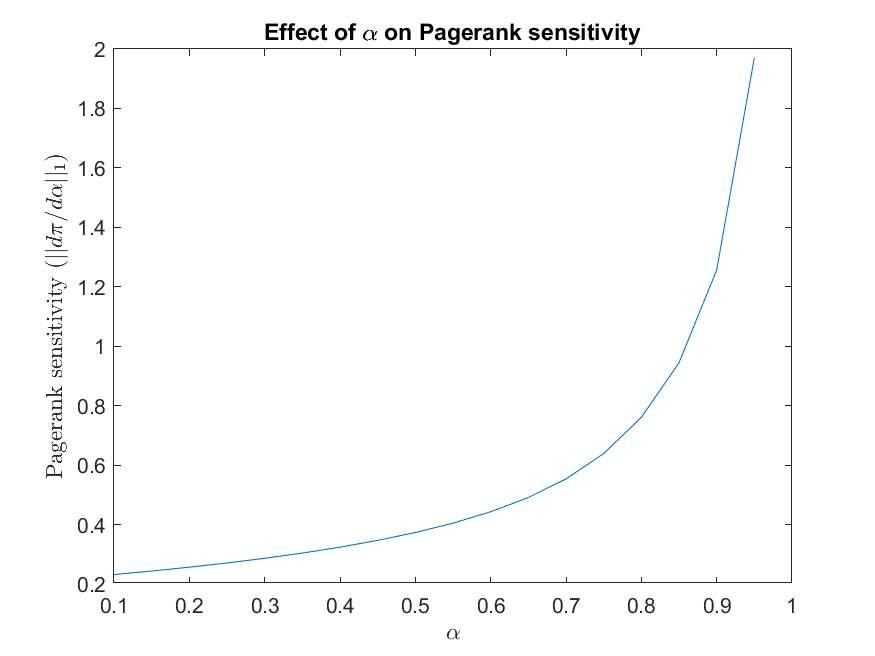 Effect of α on Pagerank sensitivity
2
1.8
1.6
1.4
1.2
1
0.8
0.6
0.4
0.2
Pagerank sensitivity (||dπ/dα||₁)
0.1 0.2 0.3 0.4 0.5 0.6 0.7 0.8 0.9 1
α